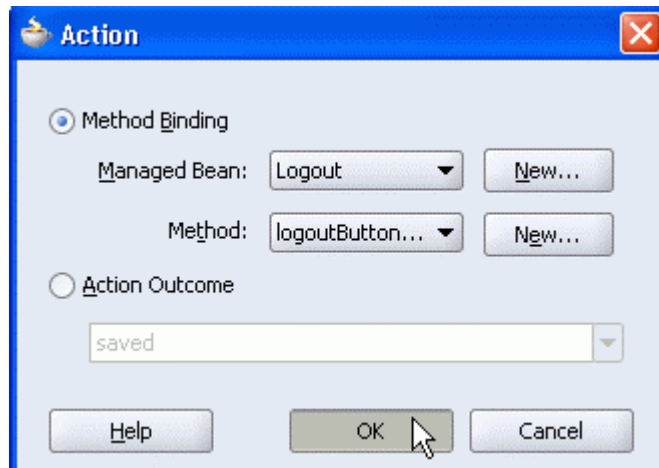 Action
Method Binding
Managed Bean: Logout New...
Method: logoutButton... New...
Action Outcome
saved
Help OK Cancel